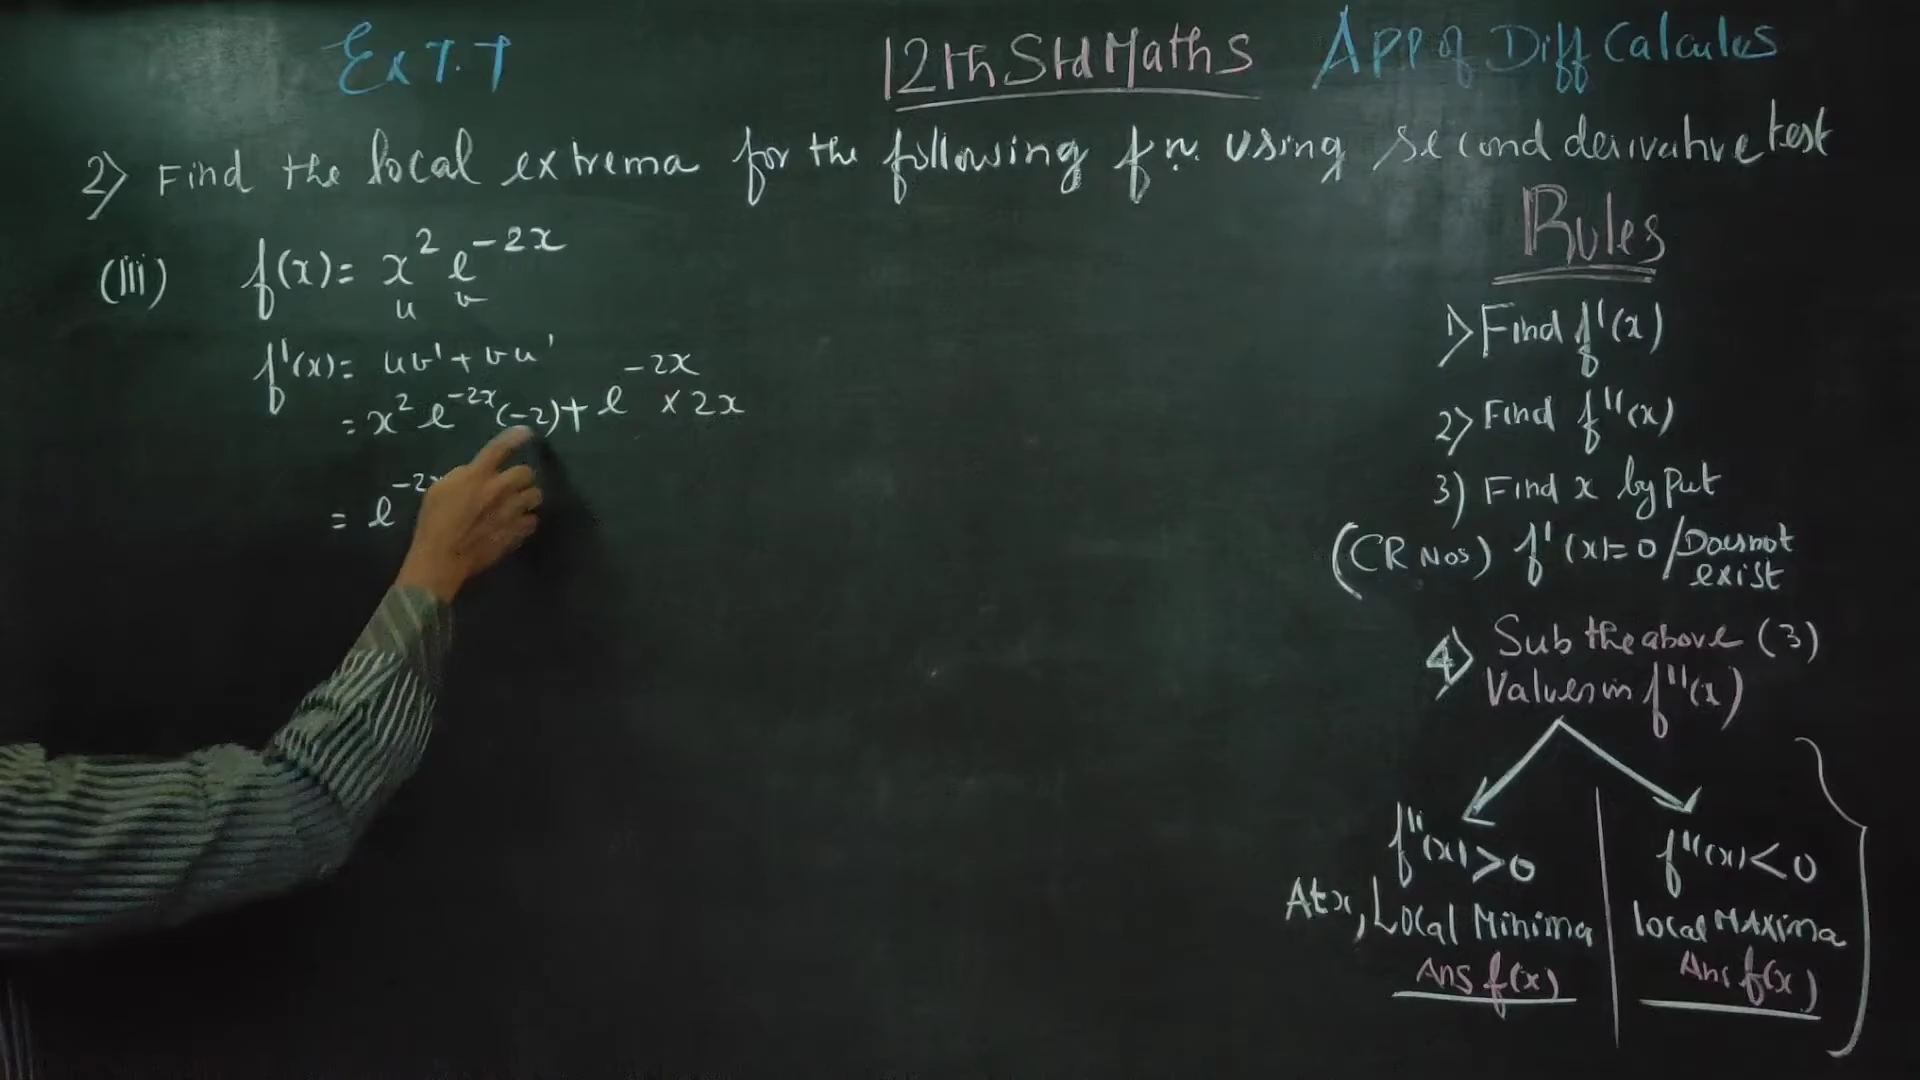 Ex 7.7
12th Std Maths App of Diff Calculus
2) Find the local extrema for the following fn. using second derivative test
(iii) f(x) = x² e^-2x
u v
f'(x) = uv' + vu'
= x² e^-2x (-2) + e^-2x × 2x
= e^-2x
Rules
1) Find f'(x)
2) Find f''(x)
3) Find x by put
(CR Nos) f'(x)=0/Does not exist
4) Sub the above (3)
Values in f''(x)
f''(x)>0 f''(x)<0
At x, Local Minima Local Maxima
Ans f(x) Ans f(x)